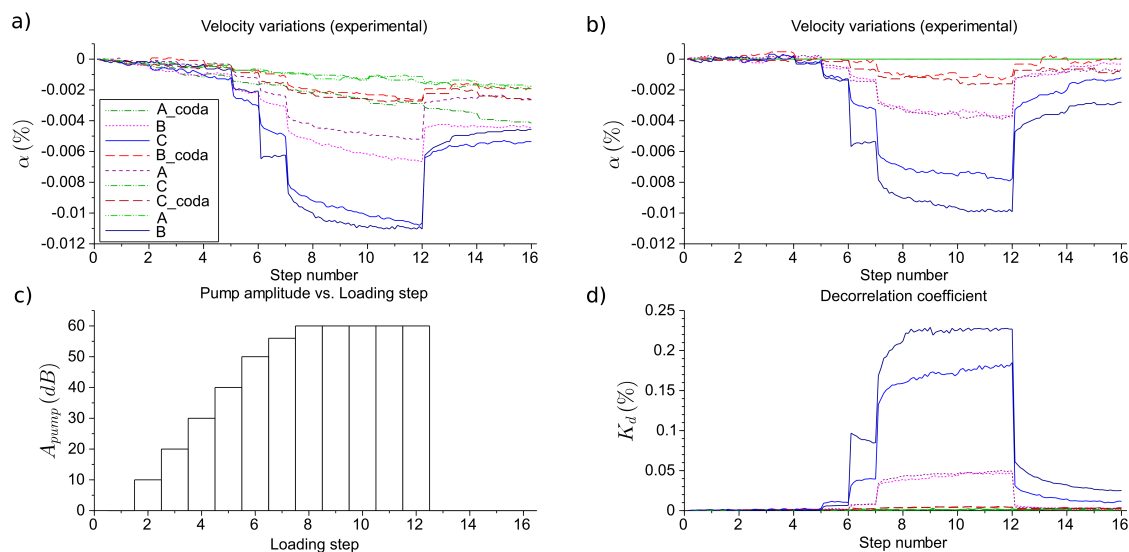 a)
Velocity variations (experimental)
0
-0.002
-0.004
-0.006
-0.008
-0.01
-0.012
α (%)
A_coda
B
C
B_coda
A
C
C_coda
A
B
0 2 4 6 8 10 12 14 16
Step number
b)
Velocity variations (experimental)
0
-0.002
-0.004
-0.006
-0.008
-0.01
-0.012
α (%)
0 2 4 6 8 10 12 14 16
Step number
c)
Pump amplitude vs. Loading step
60
50
40
30
20
10
0
A_pump (dB)
0 2 4 6 8 10 12 14 16
Loading step
d)
Decorrelation coefficient
0.25
0.2
0.15
0.1
0.05
0
K_d (%)
0 2 4 6 8 10 12 14 16
Step number